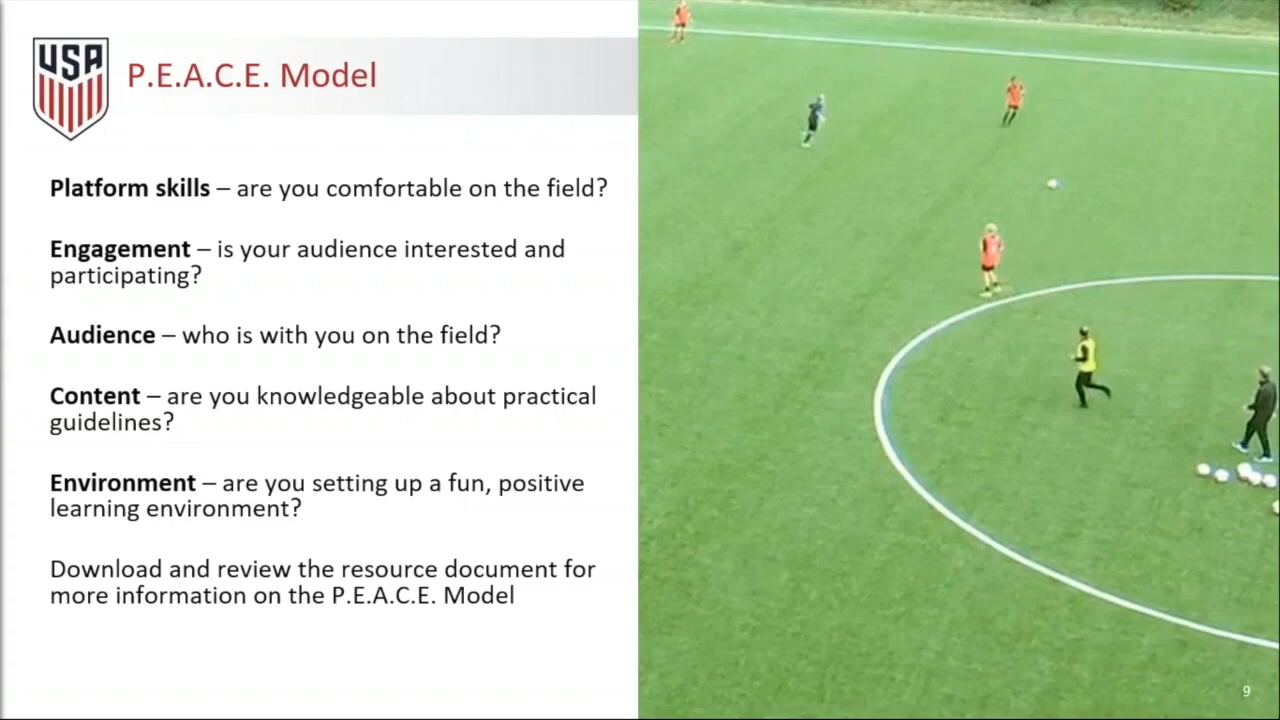 USA
P.E.A.C.E. Model
Platform skills – are you comfortable on the field?
Engagement – is your audience interested and
participating?
Audience – who is with you on the field?
Content – are you knowledgeable about practical
guidelines?
Environment – are you setting up a fun, positive
learning environment?
Download and review the resource document for
more information on the P.E.A.C.E. Model
9